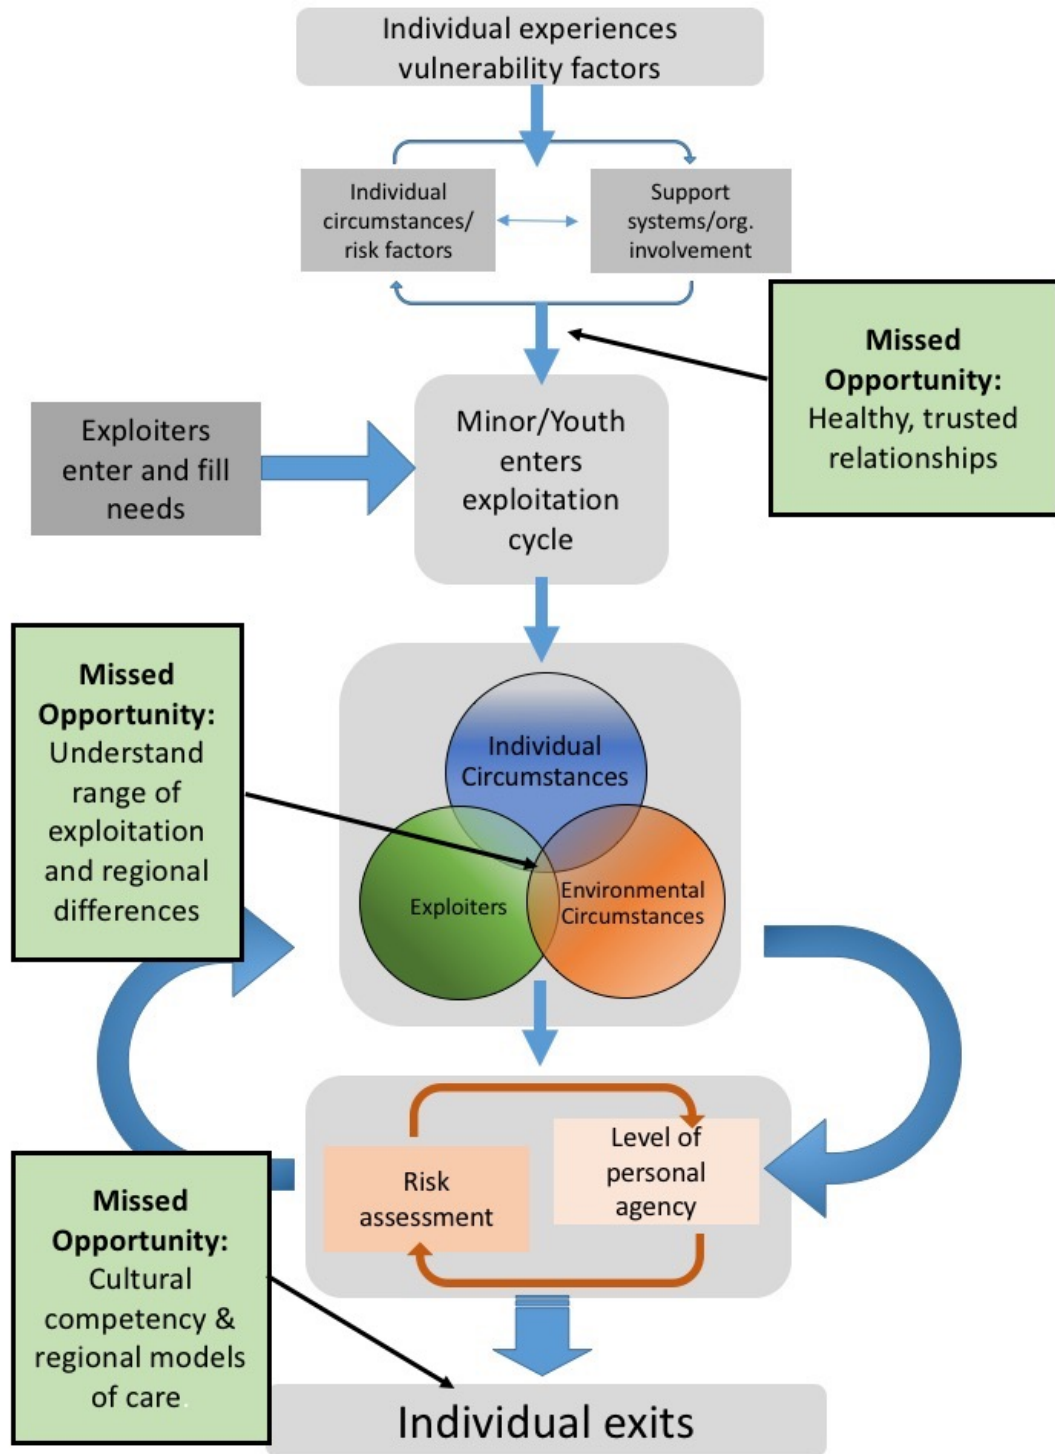 Individual experiences
vulnerability factors
Individual
circumstances/
risk factors
Support
systems/org.
involvement
Missed
Opportunity:
Healthy, trusted
relationships
Exploiters
enter and fill
needs
Minor/Youth
enters
exploitation
cycle
Missed
Opportunity:
Understand
range of
exploitation
and regional
differences
Individual
Circumstances
Exploiters
Environmental
Circumstances
Risk
assessment
Level of
personal
agency
Missed
Opportunity:
Cultural
competency &
regional models
of care.
Individual exits